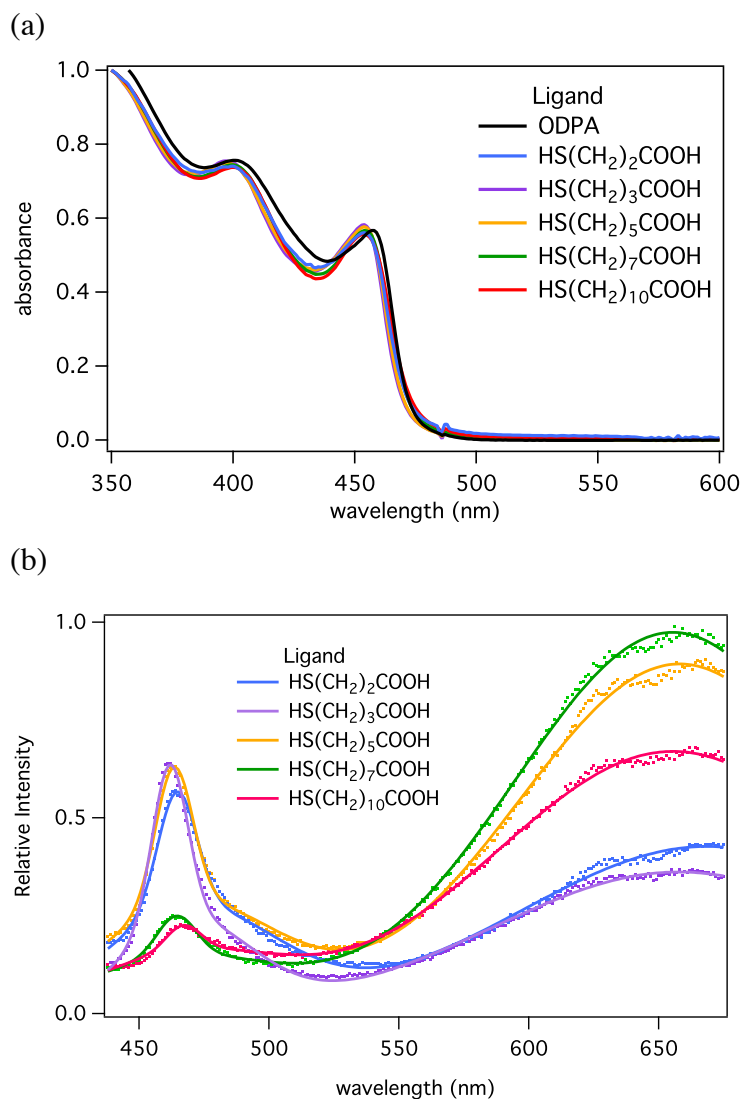 (a)
1.0
0.8
0.6
0.4
0.2
0.0
absorbance
Ligand
ODPA
HS(CH₂)₂COOH
HS(CH₂)₃COOH
HS(CH₂)₅COOH
HS(CH₂)₇COOH
HS(CH₂)₁₀COOH
350 400 450 500 550 600
wavelength (nm)
(b)
1.0
0.5
0.0
Relative Intensity
Ligand
HS(CH₂)₂COOH
HS(CH₂)₃COOH
HS(CH₂)₅COOH
HS(CH₂)₇COOH
HS(CH₂)₁₀COOH
450 500 550 600 650
wavelength (nm)